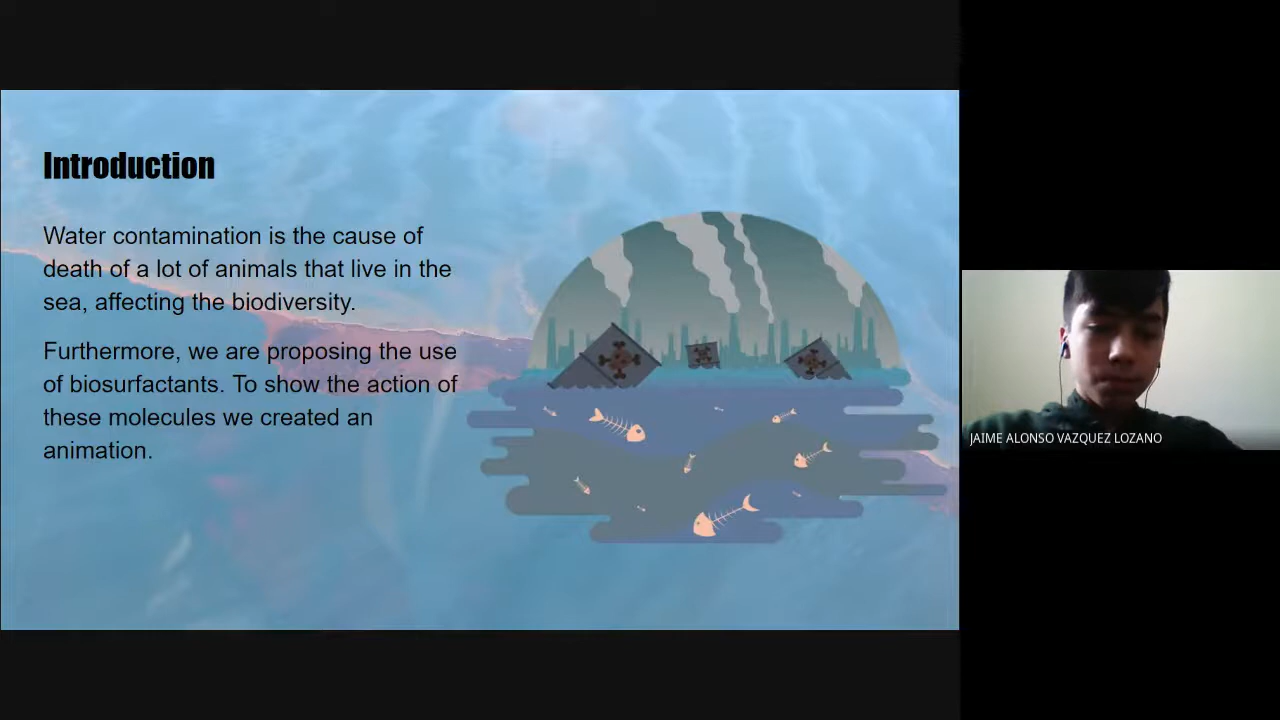 Introduction
Water contamination is the cause of
death of a lot of animals that live in the
sea, affecting the biodiversity.
Furthermore, we are proposing the use
of biosurfactants. To show the action of
these molecules we created an
animation.
JAIME ALONSO VAZQUEZ LOZANO